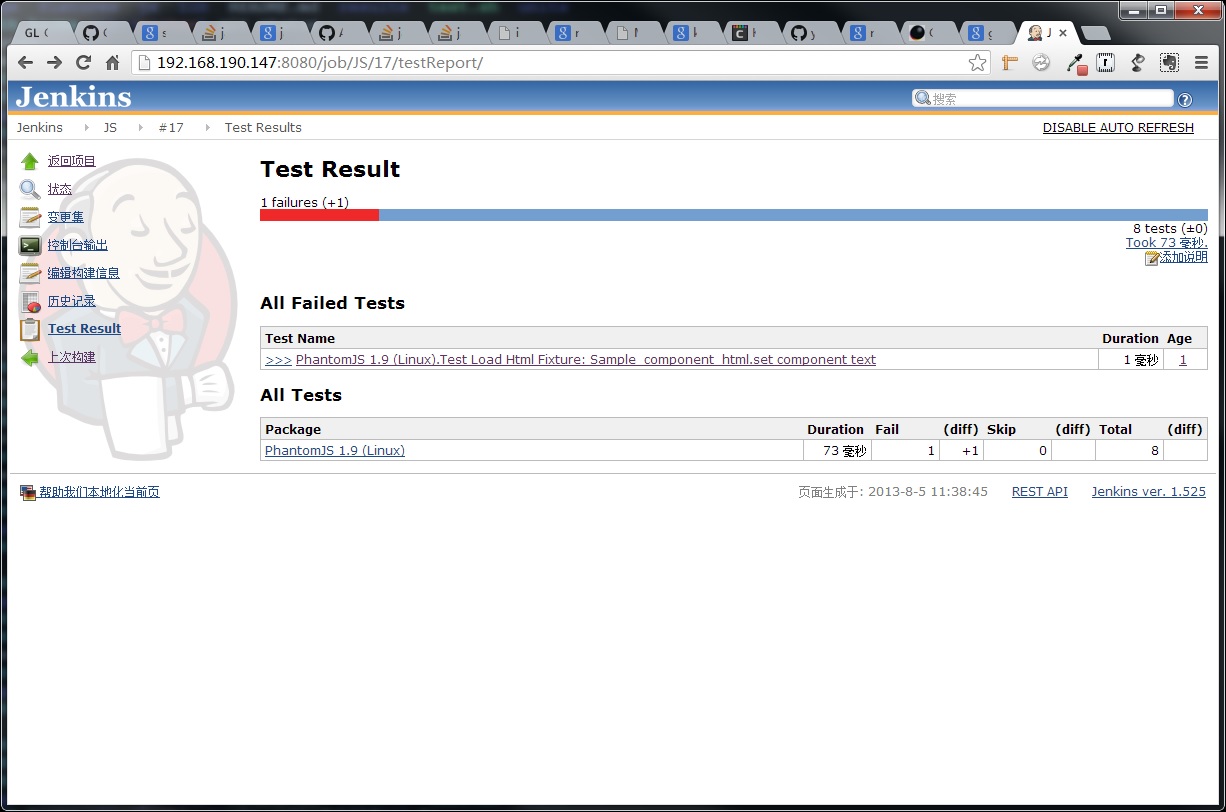 GL
192.168.190.147:8080/job/JS/17/testReport/
Jenkins
搜索
Jenkins JS #17 Test Results
DISABLE AUTO REFRESH
返回项目
状态
变更集
控制台输出
编辑构建信息
历史记录
Test Result
上次构建
Test Result
1 failures (+1)
8 tests (±0)
Took 73 毫秒.
添加说明
All Failed Tests
Test Name Duration Age
>>> PhantomJS 1.9 (Linux).Test Load Html Fixture: Sample_component_html.set component text 1 毫秒 1
All Tests
Package Duration Fail (diff) Skip (diff) Total (diff)
PhantomJS 1.9 (Linux) 73 毫秒 1 +1 0 8
帮助我们本地化当前页
页面生成于: 2013-8-5 11:38:45 REST API Jenkins ver. 1.525